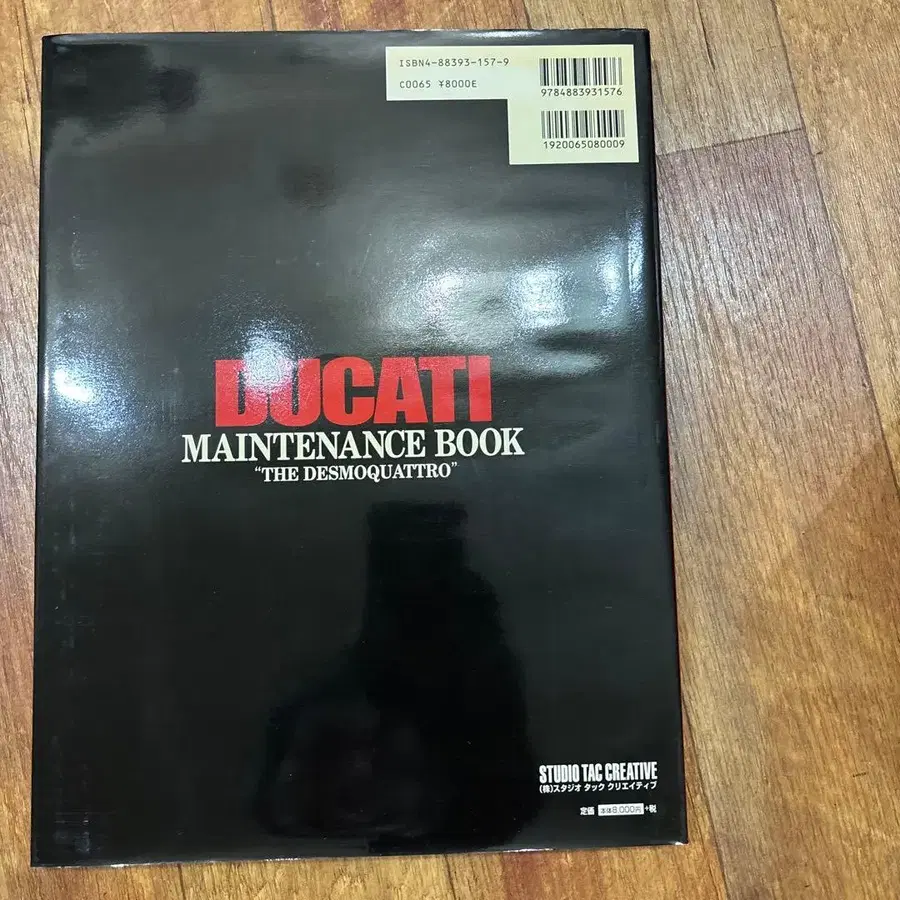 ISBN4-88393-157-9
C0065 ¥8000E
9784883931576
1920065080009
DUCATI
MAINTENANCE BOOK
“THE DESMOQUATTRO”
STUDIO TAC CREATIVE
(株)スタジオ タック クリエイティブ
定価 本体8,000円 +税